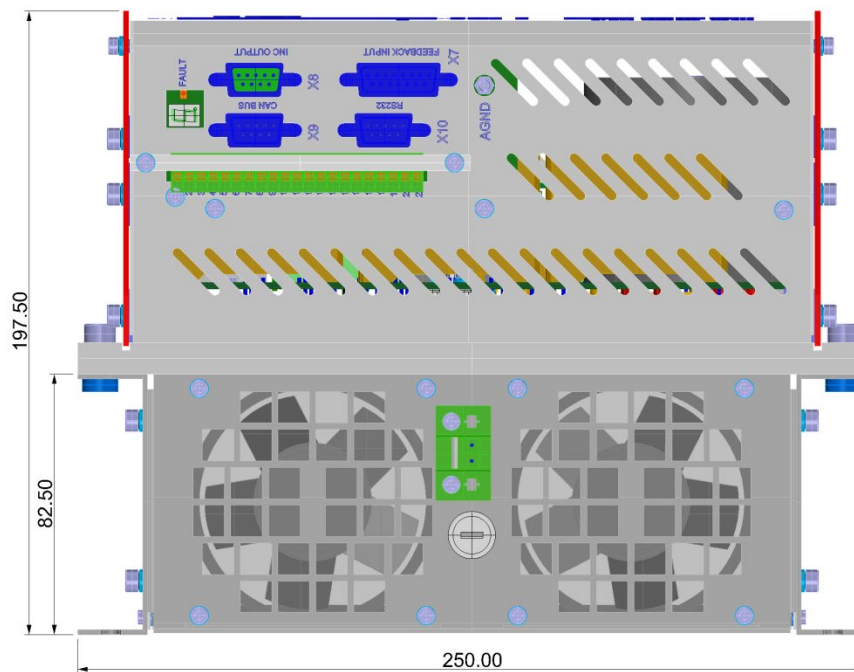 INC OUTPUT
FEEDBACK INPUT
X7
FAULT
X8
CAN BUS
RS232
AGND
X9
X10
197.50
82.50
250.00